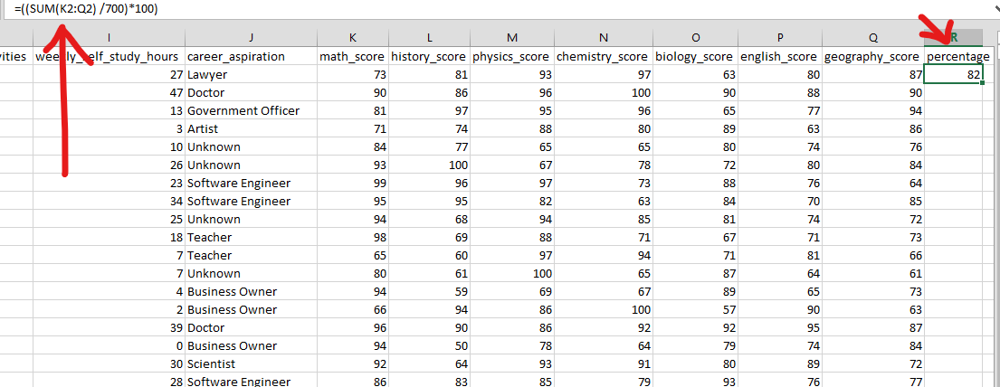 =((SUM(K2:Q2) /700)*100)
I J K L M N O P Q R
vities weekly_self_study_hours career_aspiration math_score history_score physics_score chemistry_score biology_score english_score geography_score percentage
27 Lawyer 73 81 93 97 63 80 87 82
47 Doctor 90 86 96 100 90 88 90
13 Government Officer 81 97 95 96 65 77 94
3 Artist 71 74 88 80 89 63 86
10 Unknown 84 77 65 65 80 74 76
26 Unknown 93 100 67 78 72 80 84
23 Software Engineer 99 96 97 73 88 76 64
34 Software Engineer 95 95 82 63 84 70 85
25 Unknown 94 68 94 85 81 74 72
18 Teacher 98 69 88 71 67 71 73
7 Teacher 65 60 97 94 71 81 66
7 Unknown 80 61 100 65 87 64 61
4 Business Owner 94 59 69 67 89 65 73
2 Business Owner 66 94 86 100 57 90 63
39 Doctor 96 90 86 92 92 95 87
0 Business Owner 94 50 78 64 79 74 84
30 Scientist 92 64 93 91 80 89 72
28 Software Engineer 86 83 85 79 93 76 77